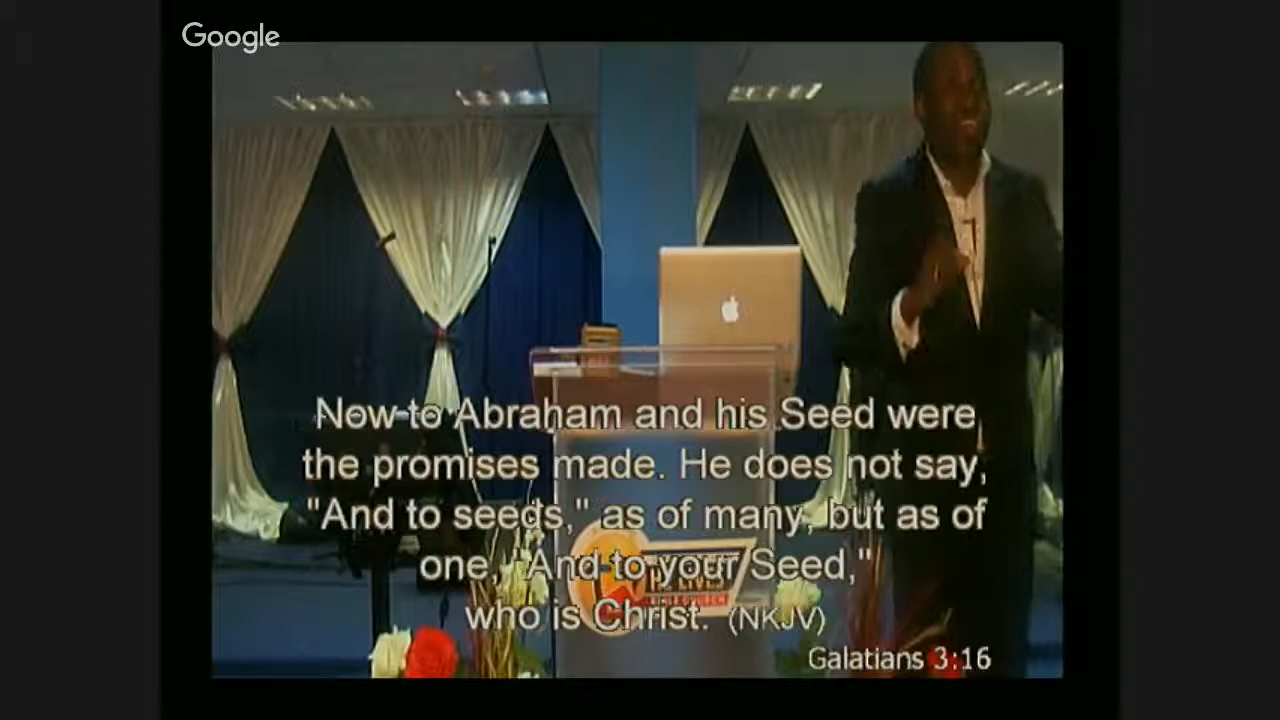 Google
Now to Abraham and his Seed were
the promises made. He does not say,
"And to seeds," as of many, but as of
one, "And to your Seed,"
who is Christ. (NKJV)
Galatians 3:16
LIVES